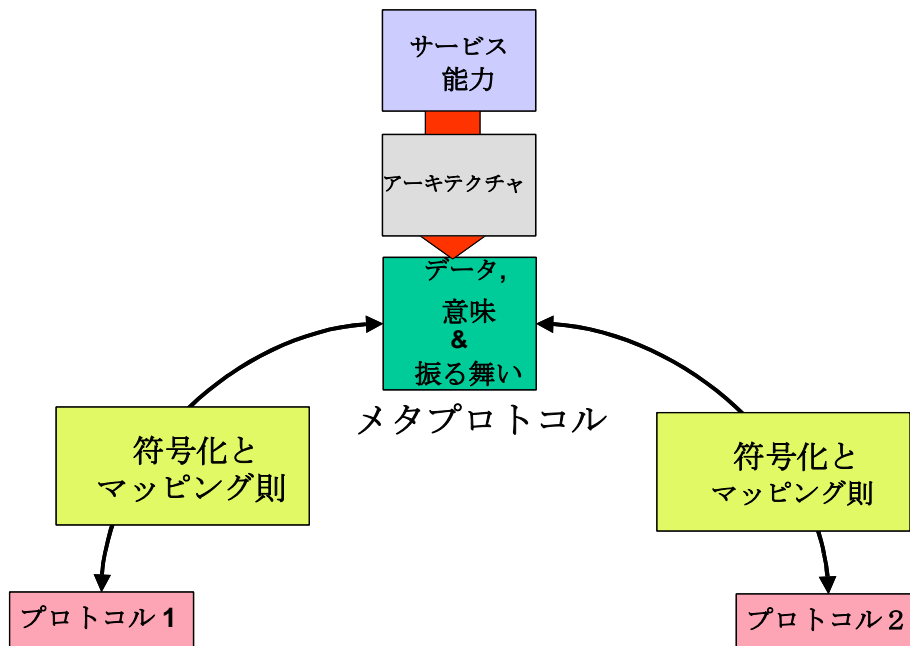 サービス
能力
アーキテクチャ
データ,
意味
&
振る舞い
メタプロトコル
符号化と
マッピング則
符号化と
マッピング則
プロトコル 1
プロトコル２